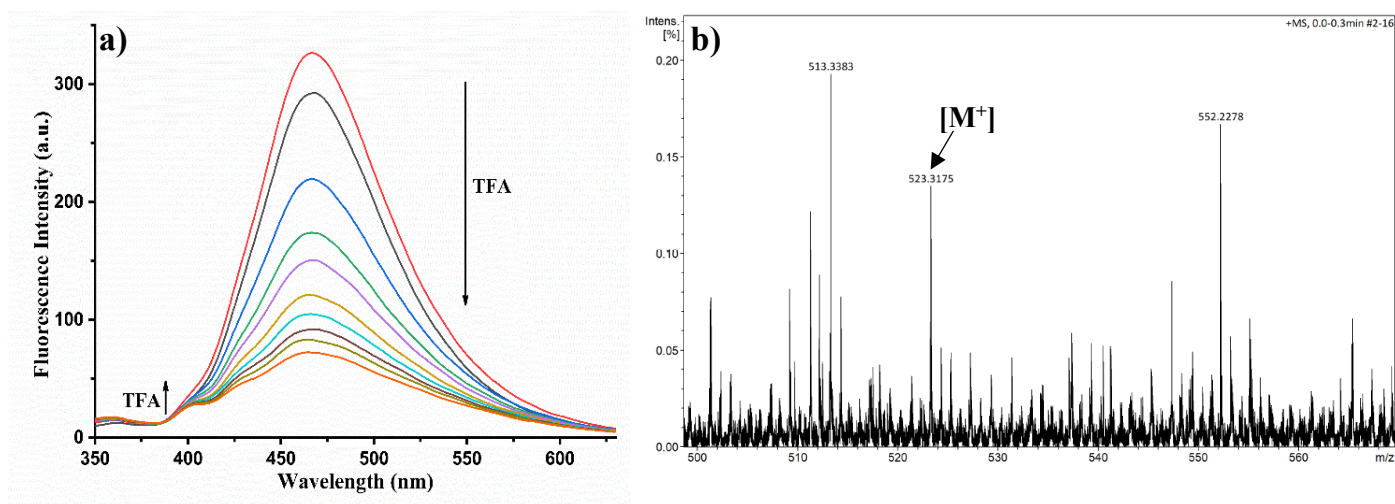 a)
300
200
100
0
Fluorescence Intensity (a.u.)
TFA
TFA
350 400 450 500 550 600
Wavelength (nm)
b)
Intens.
[%]
+MS, 0.0-0.3min #2-16
0.20
0.15
0.10
0.05
0.00
513.3383
[M⁺]
523.3175
552.2278
500 510 520 530 540 550 560 m/z